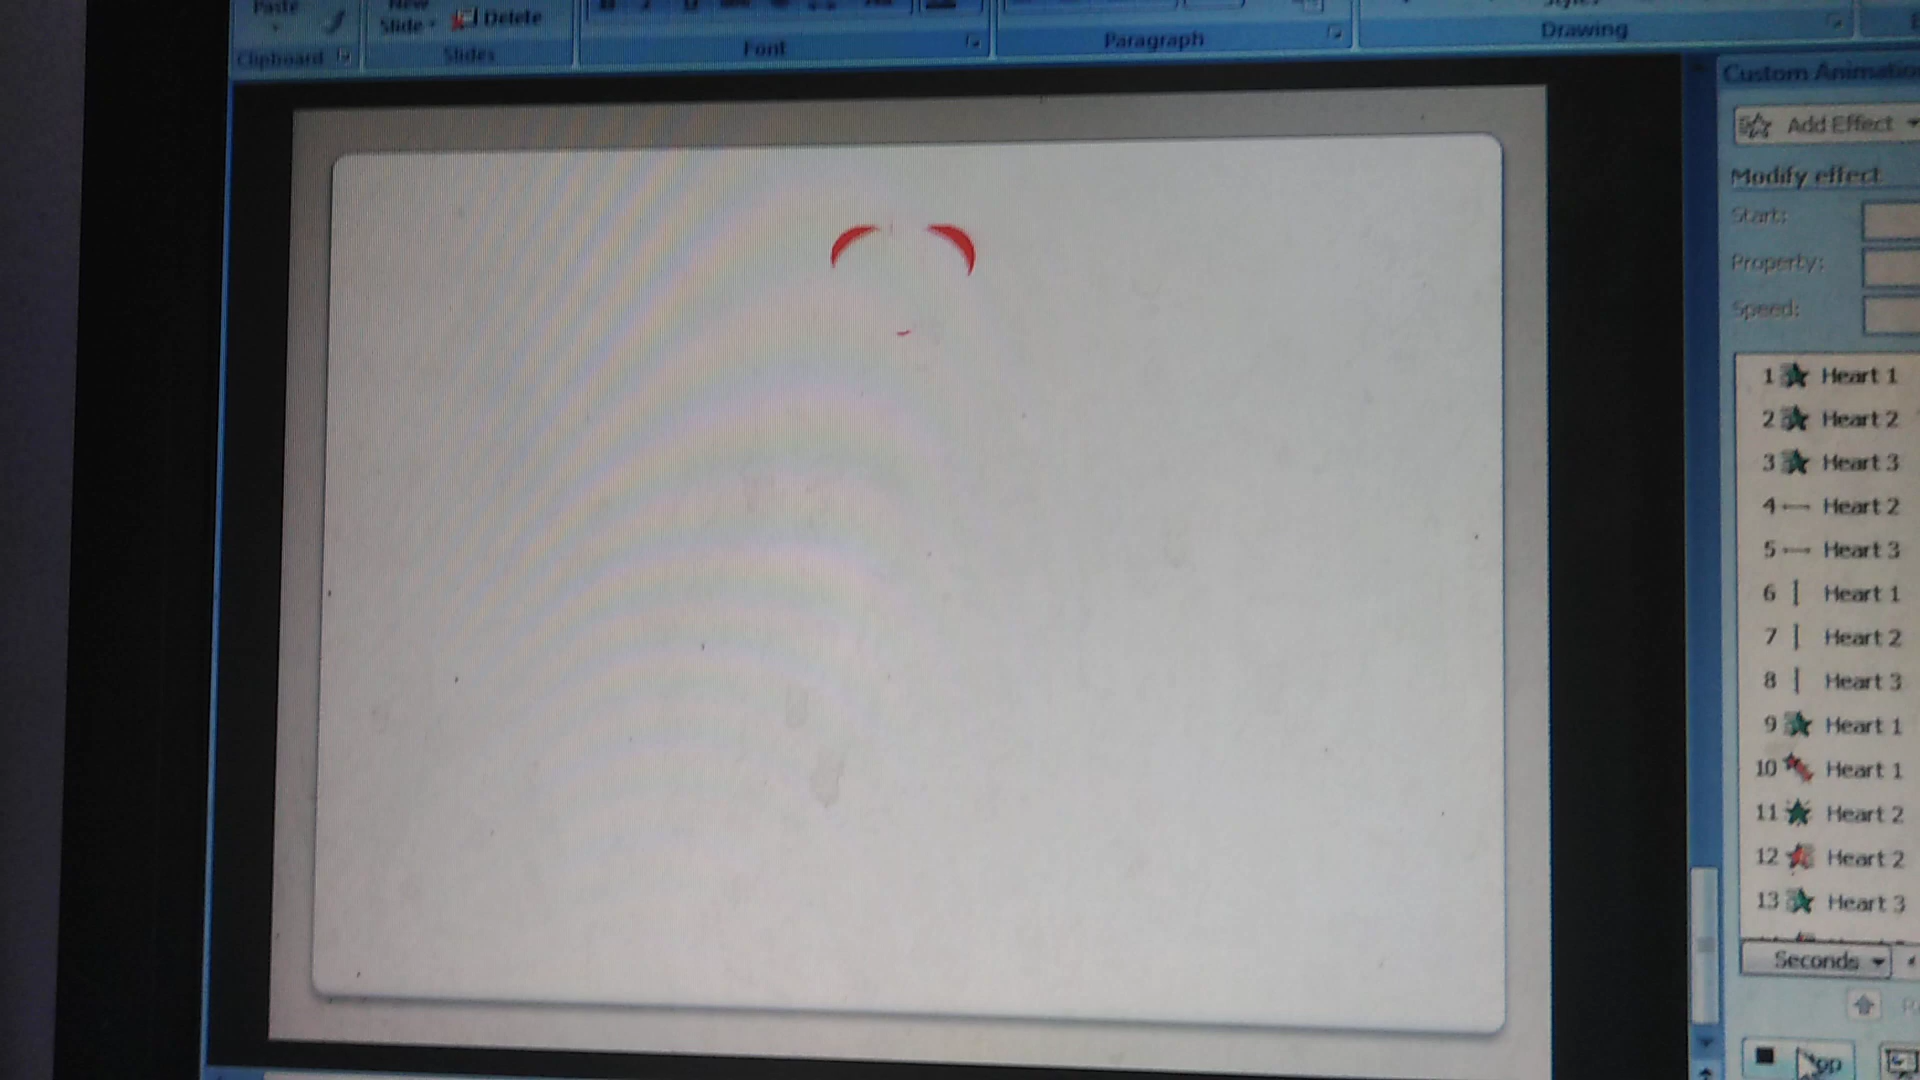 Paste
New
Slide
Delete
Clipboard
Slides
Font
Paragraph
Drawing
Custom Animation
Add Effect
Modify effect
Start:
Property:
Speed:
1 Heart 1
2 Heart 2
3 Heart 3
4 Heart 2
5 Heart 3
6 Heart 1
7 Heart 2
8 Heart 3
9 Heart 1
10 Heart 1
11 Heart 2
12 Heart 2
13 Heart 3
Seconds